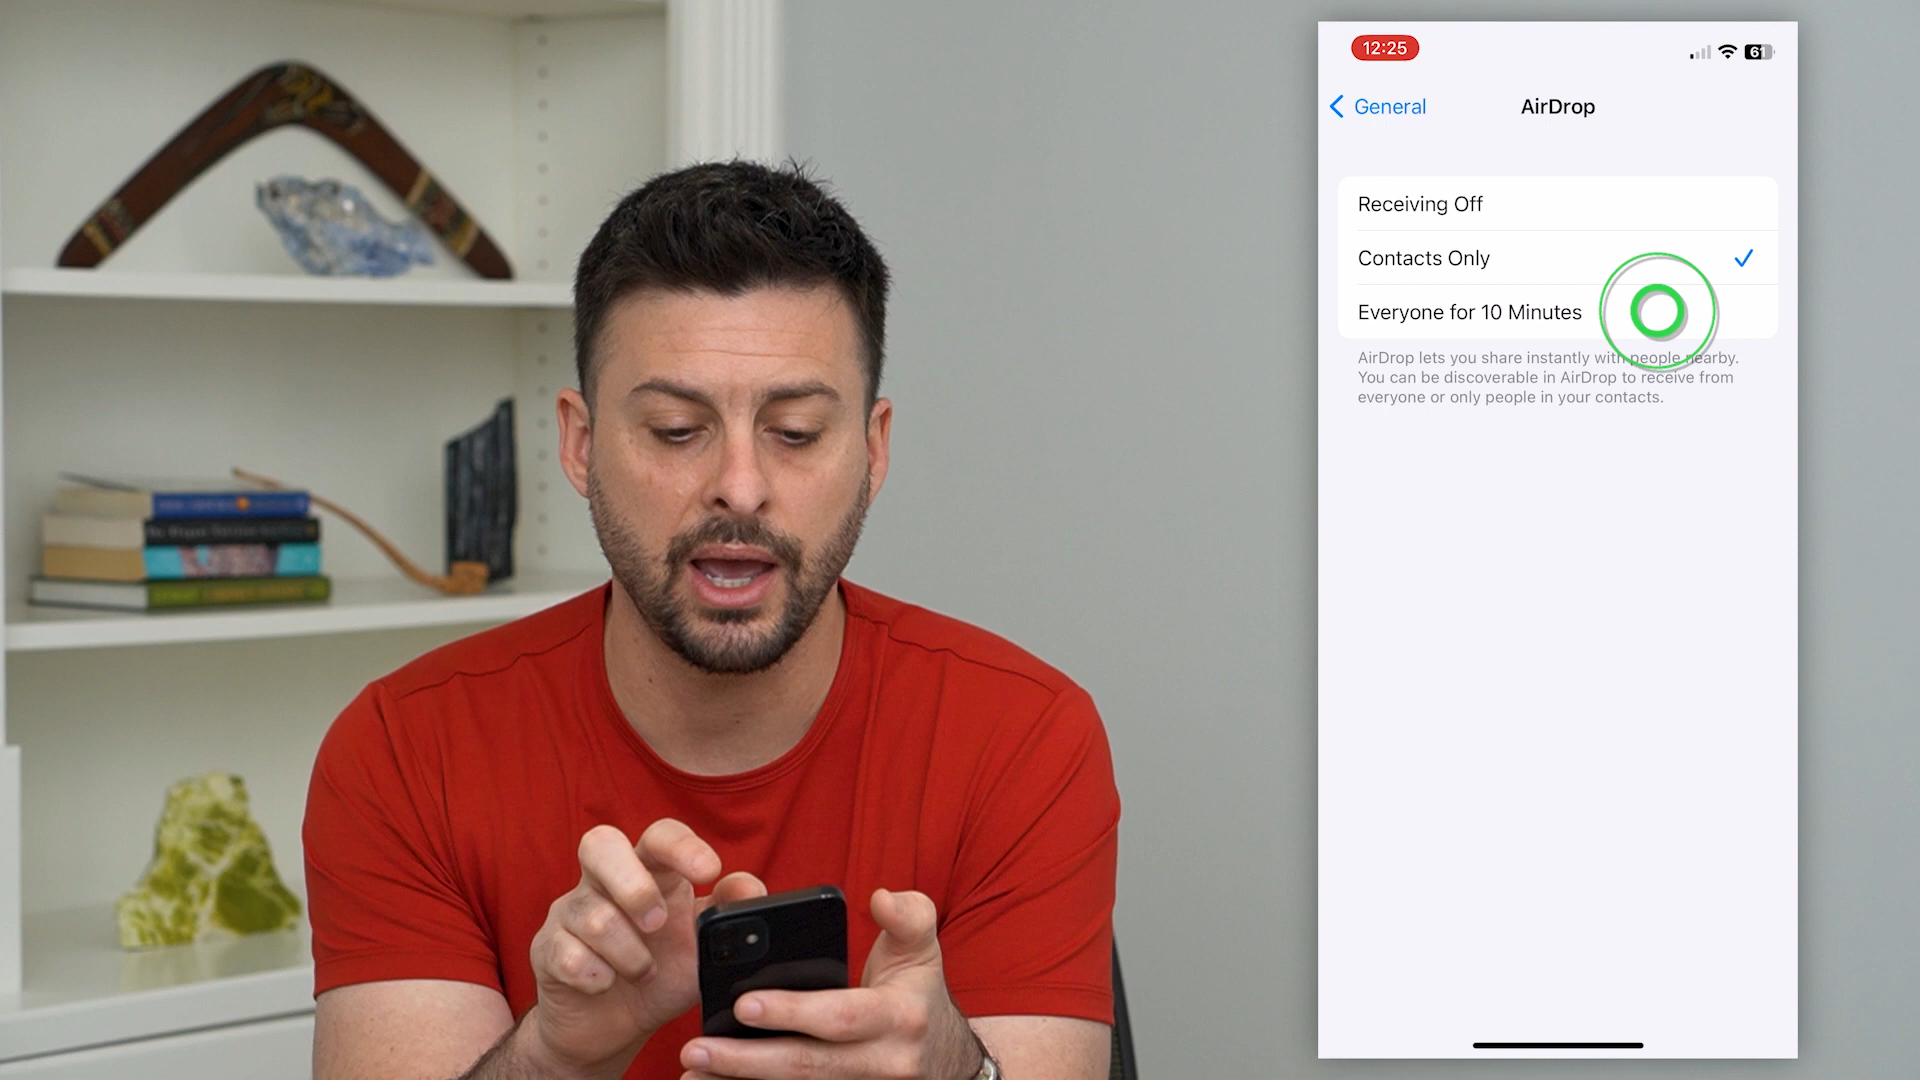 12:25
61
General
AirDrop
Receiving Off
Contacts Only
Everyone for 10 Minutes
AirDrop lets you share instantly with people nearby.
You can be discoverable in AirDrop to receive from
everyone or only people in your contacts.